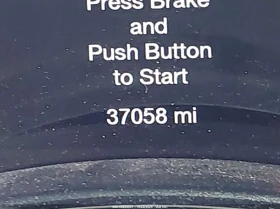 Press Brake
and
Push Button
to Start
37058 mi